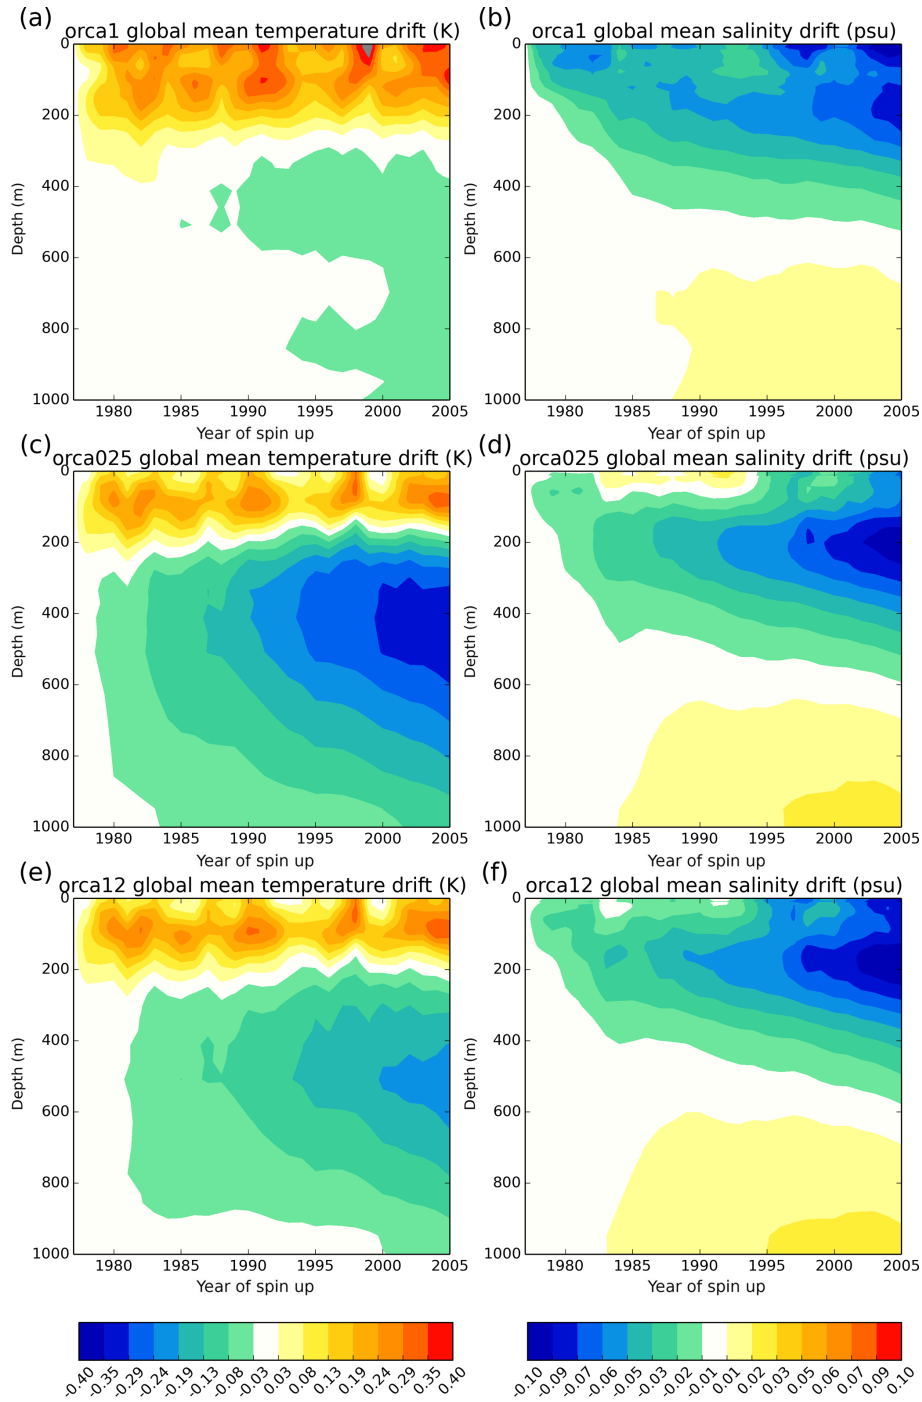 (a)
(b)
orca1 global mean temperature drift (K)
orca1 global mean salinity drift (psu)
0
200
400
600
800
1000
Depth (m)
1980 1985 1990 1995 2000 2005
Year of spin up
0
200
400
600
800
1000
Depth (m)
1980 1985 1990 1995 2000 2005
Year of spin up
(c)
(d)
orca025 global mean temperature drift (K)
orca025 global mean salinity drift (psu)
0
200
400
600
800
1000
Depth (m)
1980 1985 1990 1995 2000 2005
Year of spin up
0
200
400
600
800
1000
Depth (m)
1980 1985 1990 1995 2000 2005
Year of spin up
(e)
(f)
orca12 global mean temperature drift (K)
orca12 global mean salinity drift (psu)
0
200
400
600
800
1000
Depth (m)
1980 1985 1990 1995 2000 2005
Year of spin up
0
200
400
600
800
1000
Depth (m)
1980 1985 1990 1995 2000 2005
Year of spin up
-0.40 -0.35 -0.29 -0.24 -0.19 -0.13 -0.08 -0.03 0.03 0.08 0.13 0.19 0.24 0.29 0.35 0.40
-0.10 -0.09 -0.07 -0.06 -0.05 -0.03 -0.02 -0.01 0.01 0.02 0.03 0.05 0.06 0.07 0.09 0.10